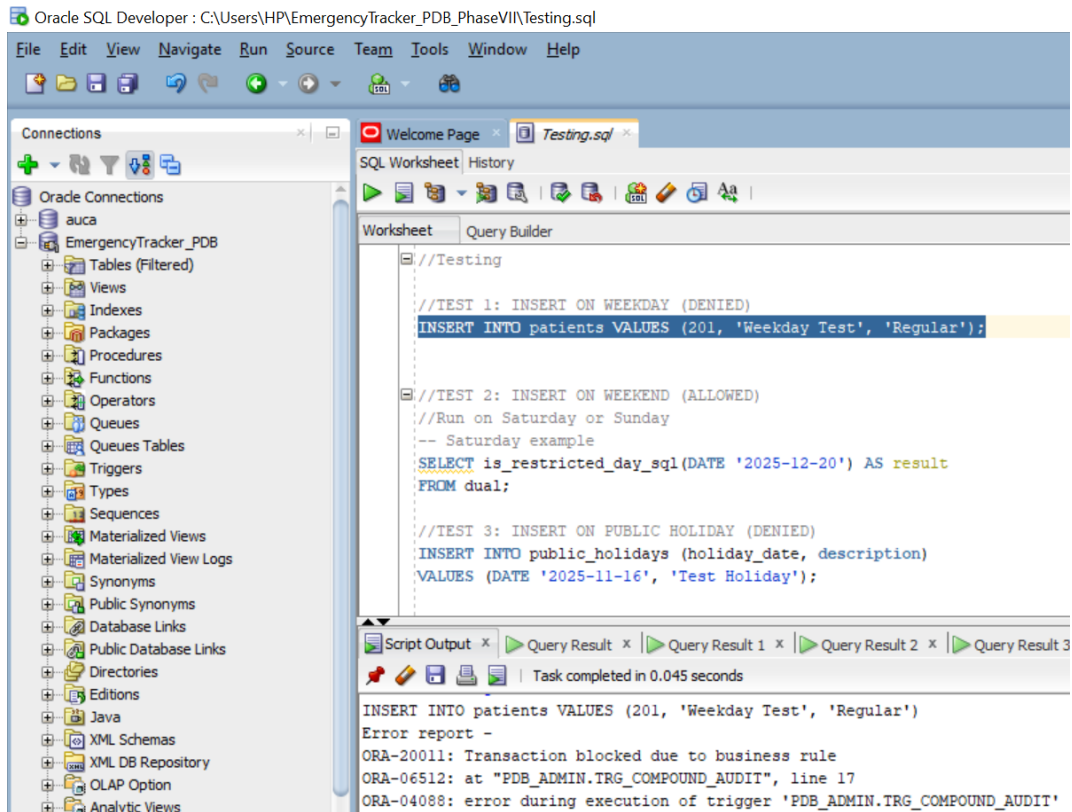 Oracle SQL Developer : C:\Users\HP\EmergencyTracker_PDB_PhaseVII\Testing.sql
File Edit View Navigate Run Source Team Tools Window Help
Connections
Oracle Connections
auca
EmergencyTracker_PDB
Tables (Filtered)
Views
Indexes
Packages
Procedures
Functions
Operators
Queues
Queues Tables
Triggers
Types
Sequences
Materialized Views
Materialized View Logs
Synonyms
Public Synonyms
Database Links
Public Database Links
Directories
Editions
Java
XML Schemas
XML DB Repository
OLAP Option
Analytic Views
Welcome Page Testing.sql
SQL Worksheet History
Worksheet Query Builder
//Testing
//TEST 1: INSERT ON WEEKDAY (DENIED)
INSERT INTO patients VALUES (201, 'Weekday Test', 'Regular');
//TEST 2: INSERT ON WEEKEND (ALLOWED)
//Run on Saturday or Sunday
-- Saturday example
SELECT is_restricted_day_sql(DATE '2025-12-20') AS result
FROM dual;
//TEST 3: INSERT ON PUBLIC HOLIDAY (DENIED)
INSERT INTO public_holidays (holiday_date, description)
VALUES (DATE '2025-11-16', 'Test Holiday');
Script Output Query Result Query Result 1 Query Result 2 Query Result 3
Task completed in 0.045 seconds
INSERT INTO patients VALUES (201, 'Weekday Test', 'Regular')
Error report -
ORA-20011: Transaction blocked due to business rule
ORA-06512: at "PDB_ADMIN.TRG_COMPOUND_AUDIT", line 17
ORA-04088: error during execution of trigger 'PDB_ADMIN.TRG_COMPOUND_AUDIT'